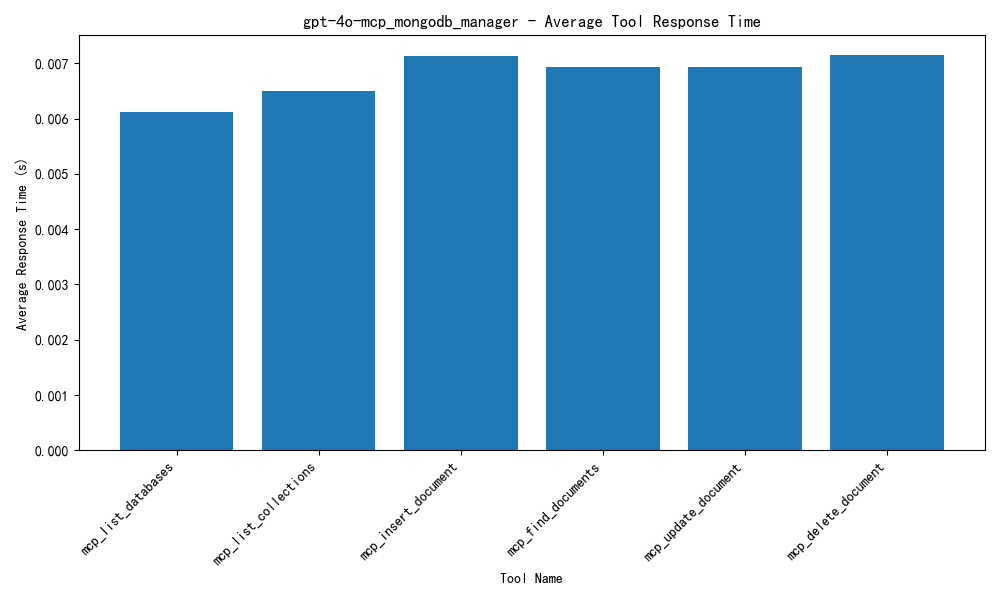 gpt-4o-mcp_mongodb_manager - Average Tool Response Time
Average Response Time (s)
0.007
0.006
0.005
0.004
0.003
0.002
0.001
0.000
mcp_list_databases
mcp_list_collections
mcp_insert_document
mcp_find_documents
mcp_update_document
mcp_delete_document
Tool Name